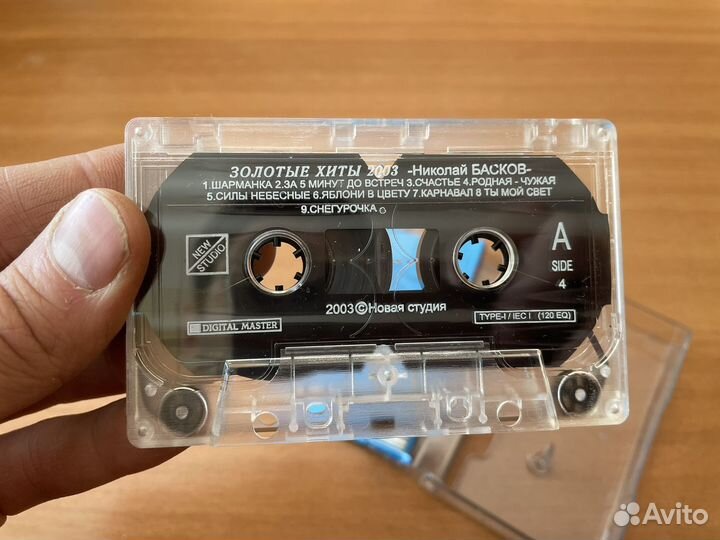 ЗОЛОТЫЕ ХИТЫ 2003 -Николай БАСКОВ-
1.ШАРМАНКА 2.ЗА 5 МИНУТ ДО ВСТРЕЧ 3.СЧАСТЬЕ 4.РОДНАЯ - ЧУЖАЯ
5.СИЛЫ НЕБЕСНЫЕ 6.ЯБЛОНИ В ЦВЕТУ 7.КАРНАВАЛ 8 ТЫ МОЙ СВЕТ
9.СНЕГУРОЧКА
NEW
STUDIO
A
SIDE
4
2003 © Новая студия
DIGITAL MASTER
TYPE-I / IEC I (120 EQ)
Avito